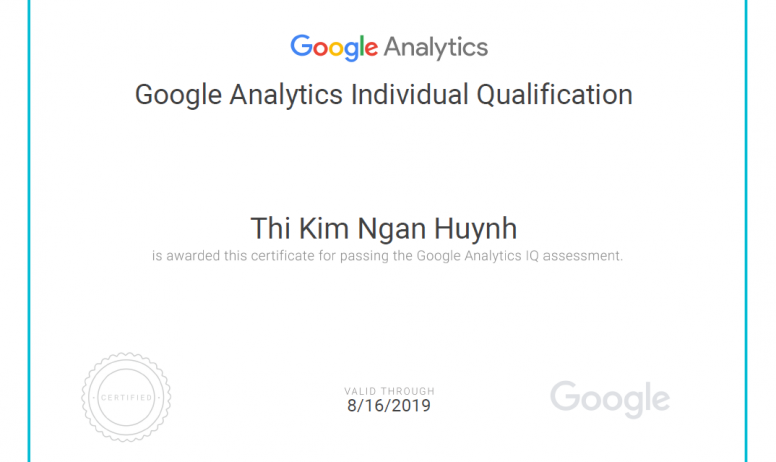 Google Analytics
Google Analytics Individual Qualification
Thi Kim Ngan Huynh
is awarded this certificate for passing the Google Analytics IQ assessment.
CERTIFIED
VALID THROUGH
8/16/2019
Google